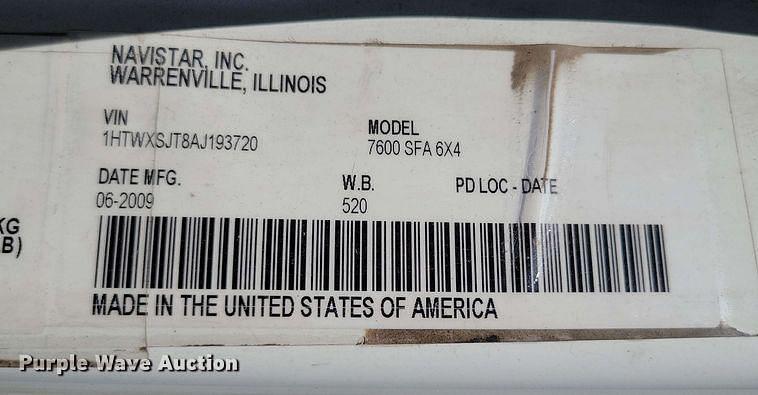 NAVISTAR, INC.
WARRENVILLE, ILLINOIS
VIN
1HTWXSJT8AJ193720
MODEL
7600 SFA 6X4
DATE MFG.
06-2009
W.B.
520
PD LOC - DATE
KG
B)
MADE IN THE UNITED STATES OF AMERICA
Purple Wave Auction